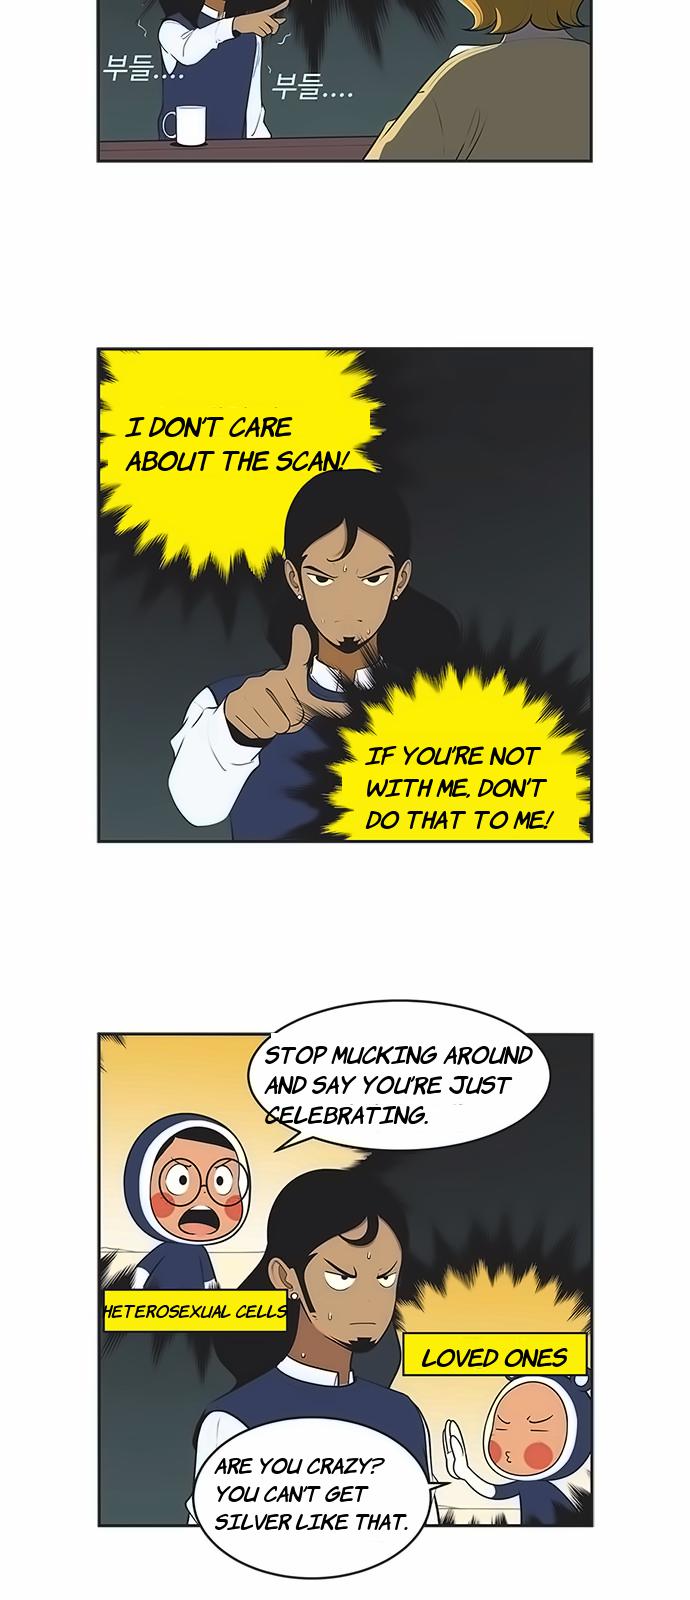 부들....
부들....
I DON'T CARE
ABOUT THE SCAN!
IF YOU'RE NOT
WITH ME, DON'T
DO THAT TO ME!
STOP MUCKING AROUND
AND SAY YOU'RE JUST
CELEBRATING.
HETEROSEXUAL CELLS
LOVED ONES
ARE YOU CRAZY?
YOU CAN'T GET
SILVER LIKE THAT.